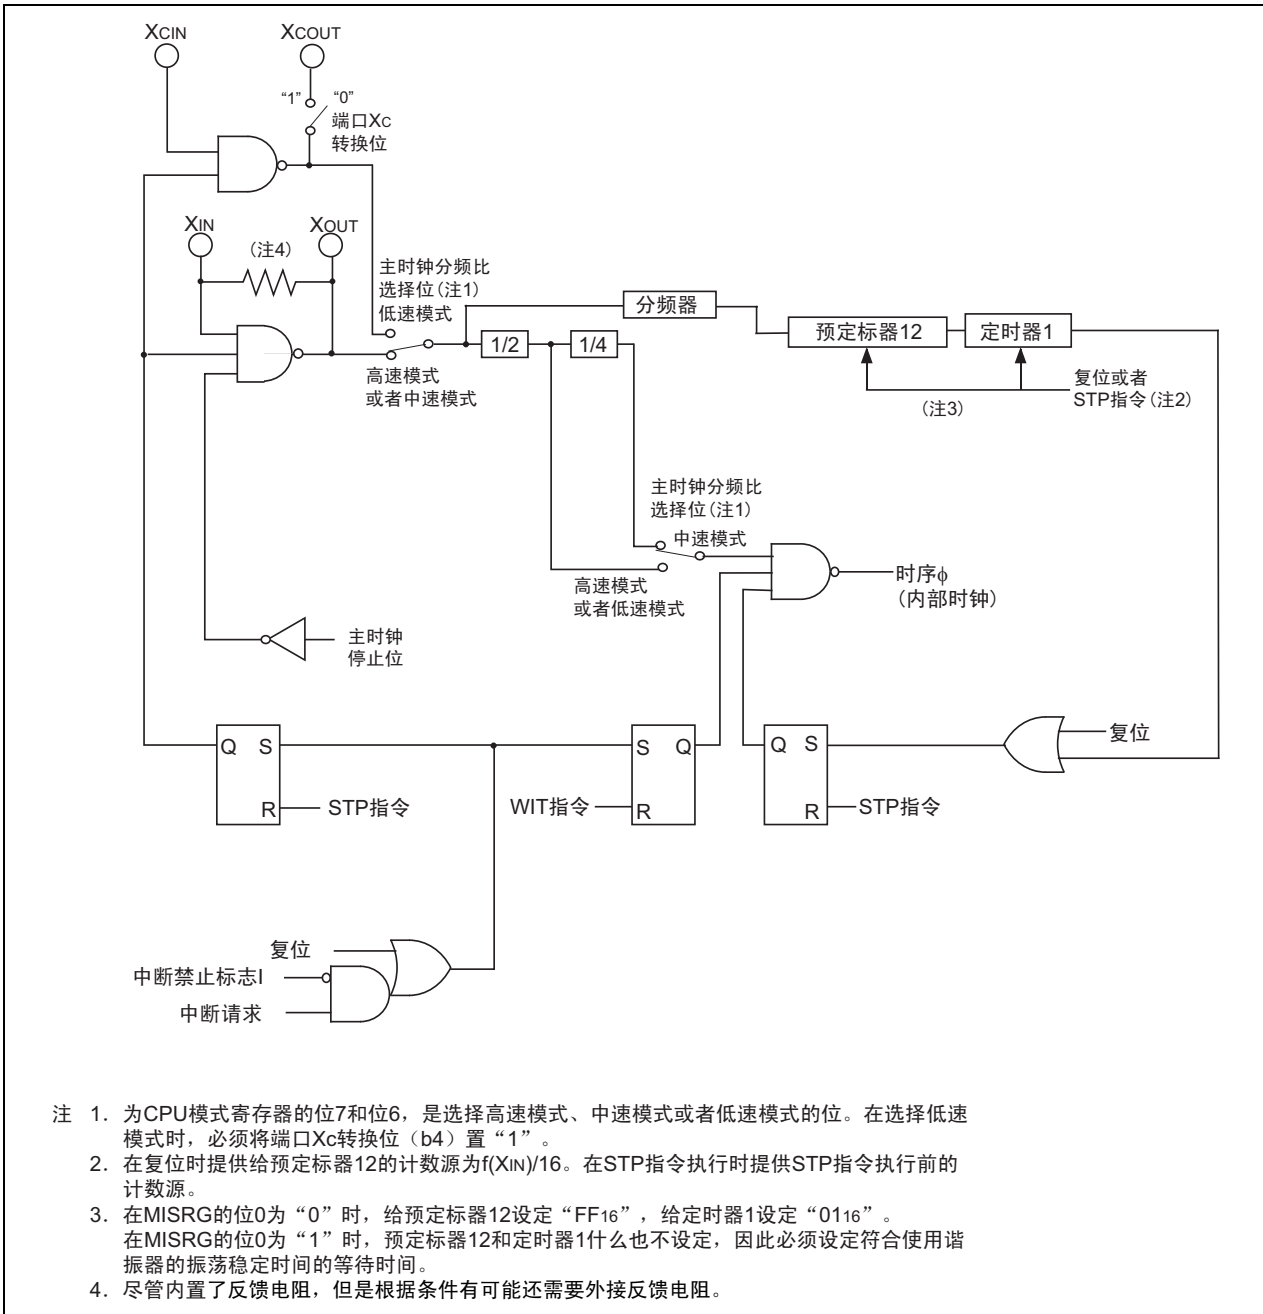 XCIN
XCOUT
“1” “0”
端口XC
转换位
XIN
XOUT
(注4)
主时钟分频比
选择位(注1)
低速模式
分频器
1/2
1/4
预定标器12
定时器1
高速模式
或者中速模式
复位或者
STP指令(注2)
(注3)
主时钟分频比
选择位(注1)
中速模式
高速模式
或者低速模式
时序ϕ
(内部时钟)
主时钟
停止位
Q S
R
STP指令
WIT指令
S Q
R
Q S
R
STP指令
复位
复位
中断禁止标志I
中断请求
注 1. 为CPU模式寄存器的位7和位6，是选择高速模式、中速模式或者低速模式的位。在选择低速
模式时，必须将端口Xc转换位（b4）置“1”。
2. 在复位时提供给预定标器12的计数源为f(XIN)/16。在STP指令执行时提供STP指令执行前的
计数源。
3. 在MISRG的位0为“0”时，给预定标器12设定“FF16”，给定时器1设定“0116”。
在MISRG的位0为“1”时，预定标器12和定时器1什么也不设定，因此必须设定符合使用谐
振器的振荡稳定时间的等待时间。
4. 尽管内置了反馈电阻，但是根据条件有可能还需要外接反馈电阻。